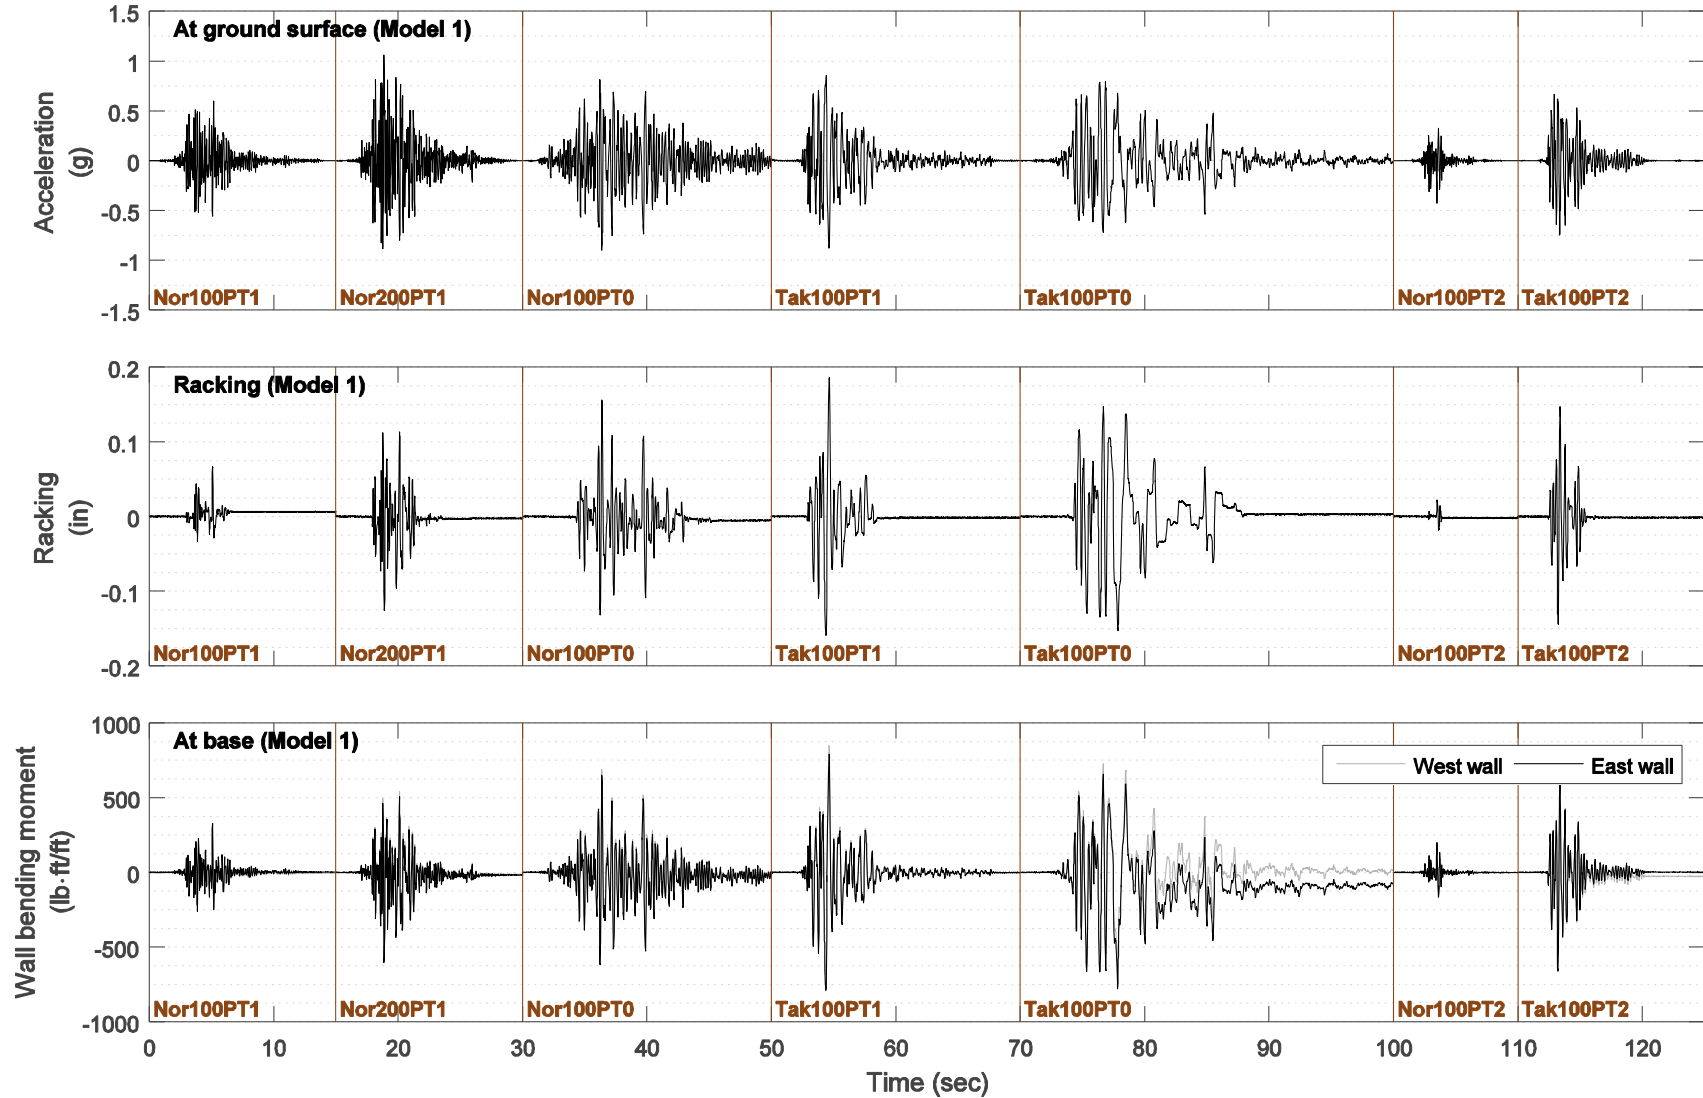 At ground surface (Model 1)
Acceleration
(g)
1.5
1
0.5
0
-0.5
-1
-1.5
Nor100PT1 Nor200PT1 Nor100PT0 Tak100PT1 Tak100PT0 Nor100PT2 Tak100PT2
Racking (Model 1)
Racking
(in)
0.2
0.1
0
-0.1
-0.2
Nor100PT1 Nor200PT1 Nor100PT0 Tak100PT1 Tak100PT0 Nor100PT2 Tak100PT2
At base (Model 1)
West wall East wall
Wall bending moment
(lb·ft/ft)
1000
500
0
-500
-1000
Nor100PT1 Nor200PT1 Nor100PT0 Tak100PT1 Tak100PT0 Nor100PT2 Tak100PT2
0 10 20 30 40 50 60 70 80 90 100 110 120
Time (sec)